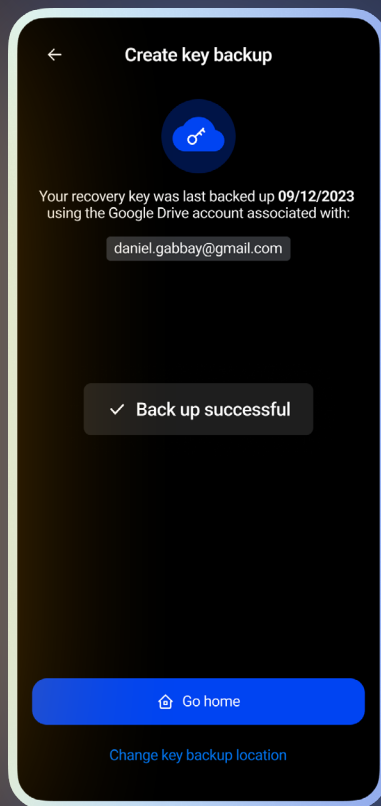 Create key backup
Your recovery key was last backed up 09/12/2023
using the Google Drive account associated with:
daniel.gabbay@gmail.com
Back up successful
Go home
Change key backup location